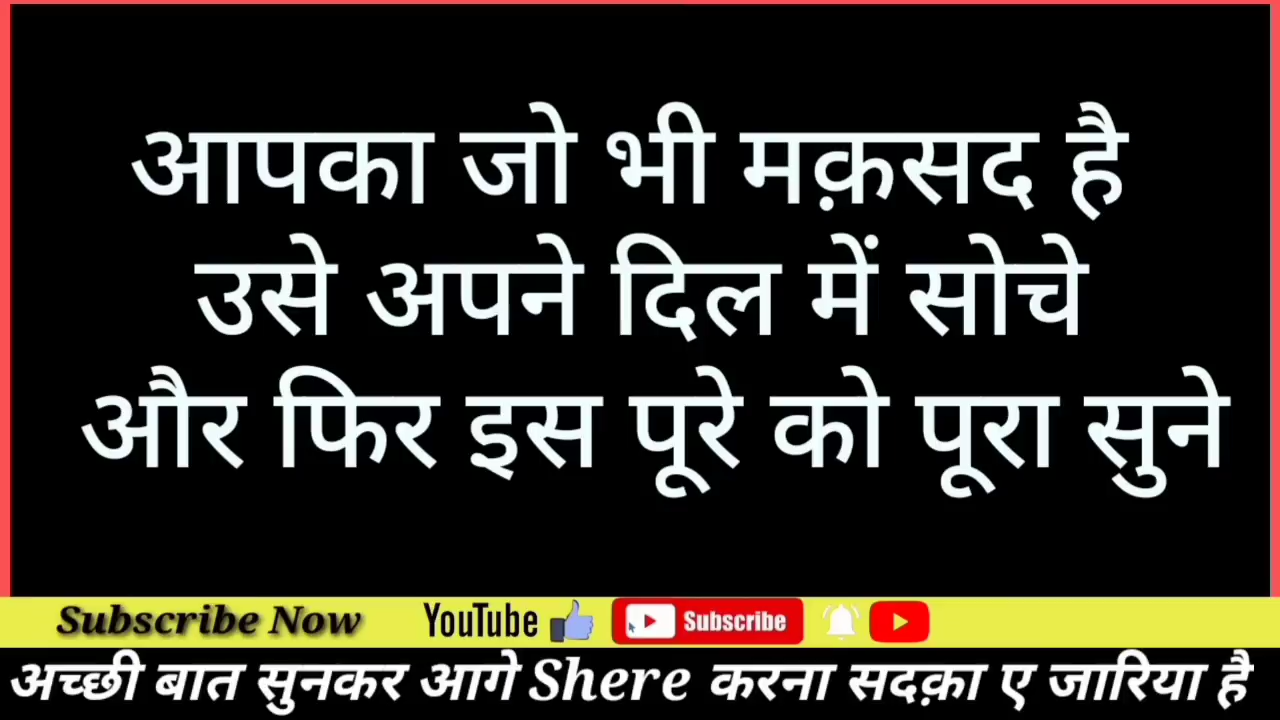 आपका जो भी मक़सद है
उसे अपने दिल में सोचे
और फिर इस पूरे को पूरा सुने
Subscribe Now YouTube Subscribe
अच्छी बात सुनकर आगे Shere करना सदक़ा ए जारिया है